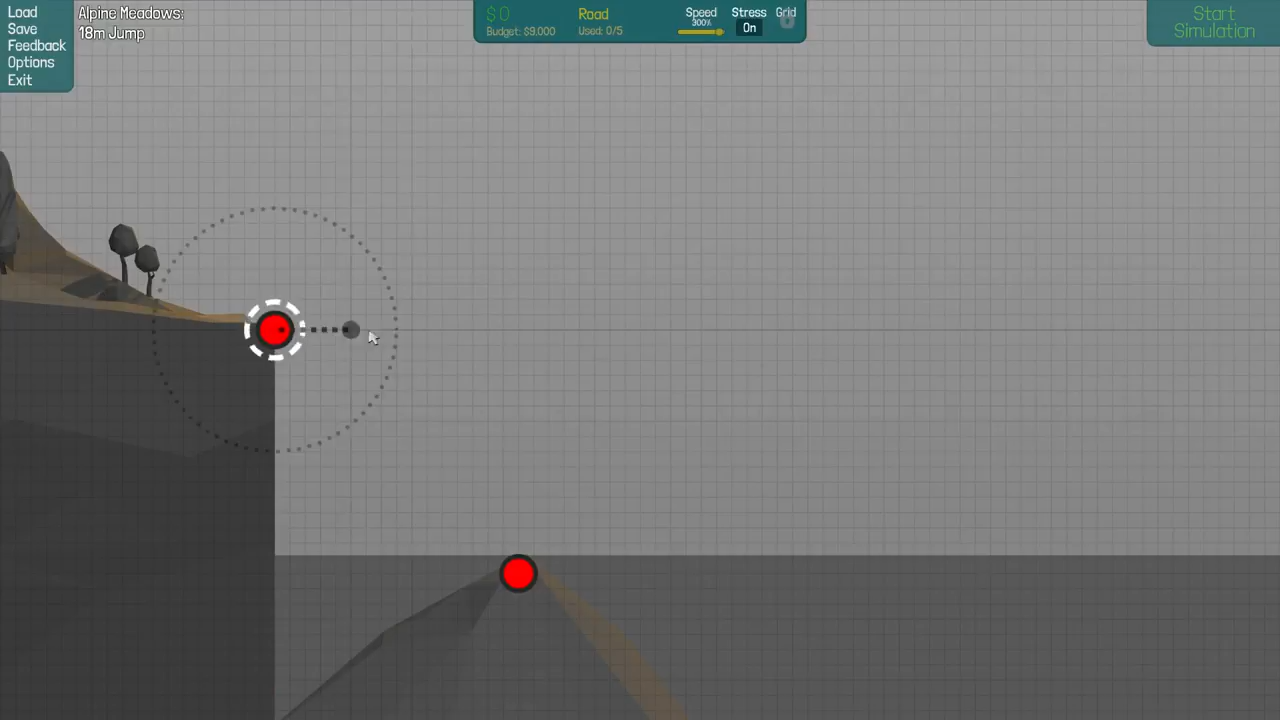 Load
Save
Feedback
Options
Exit
Alpine Meadows:
18m Jump
$0
Budget: $9,000
Road
Used: 0/5
Speed
300%
Stress
On
Grid
Start
Simulation